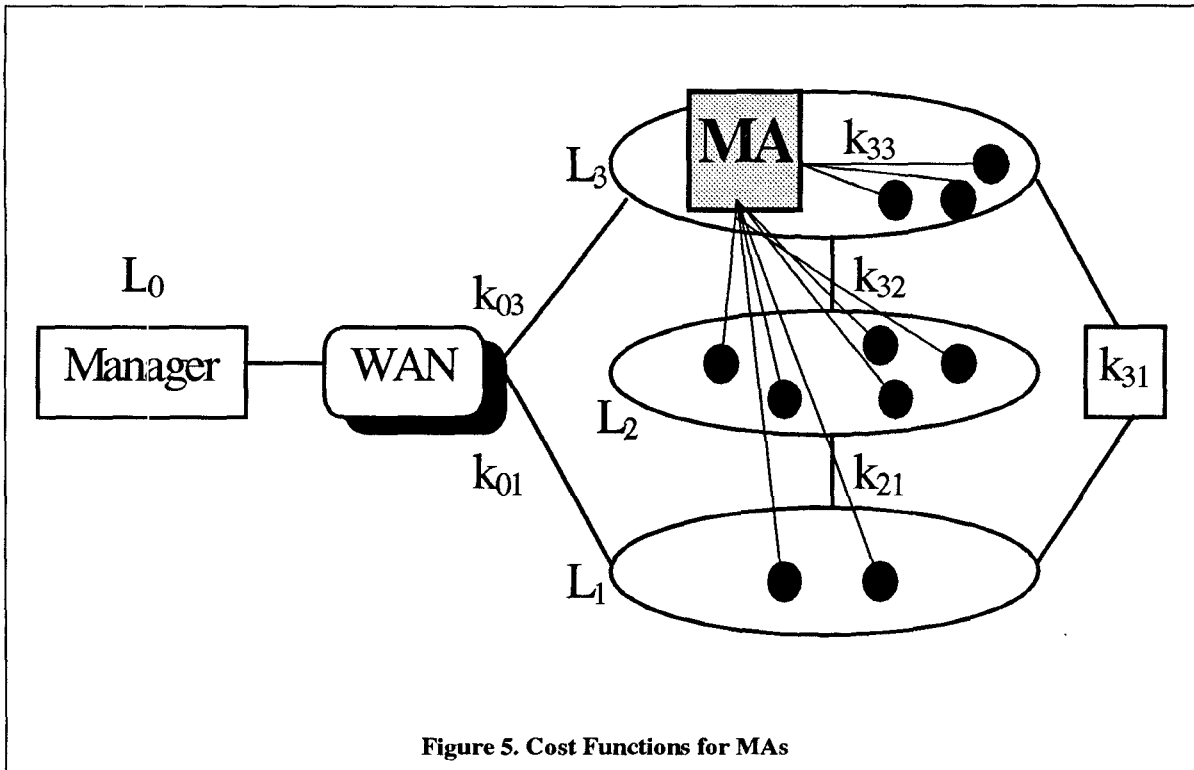 MA
k₃₃
L₃
L₀
k₀₃
k₃₂
Manager
WAN
k₃₁
L₂
k₀₁
k₂₁
L₁
Figure 5. Cost Functions for MAs